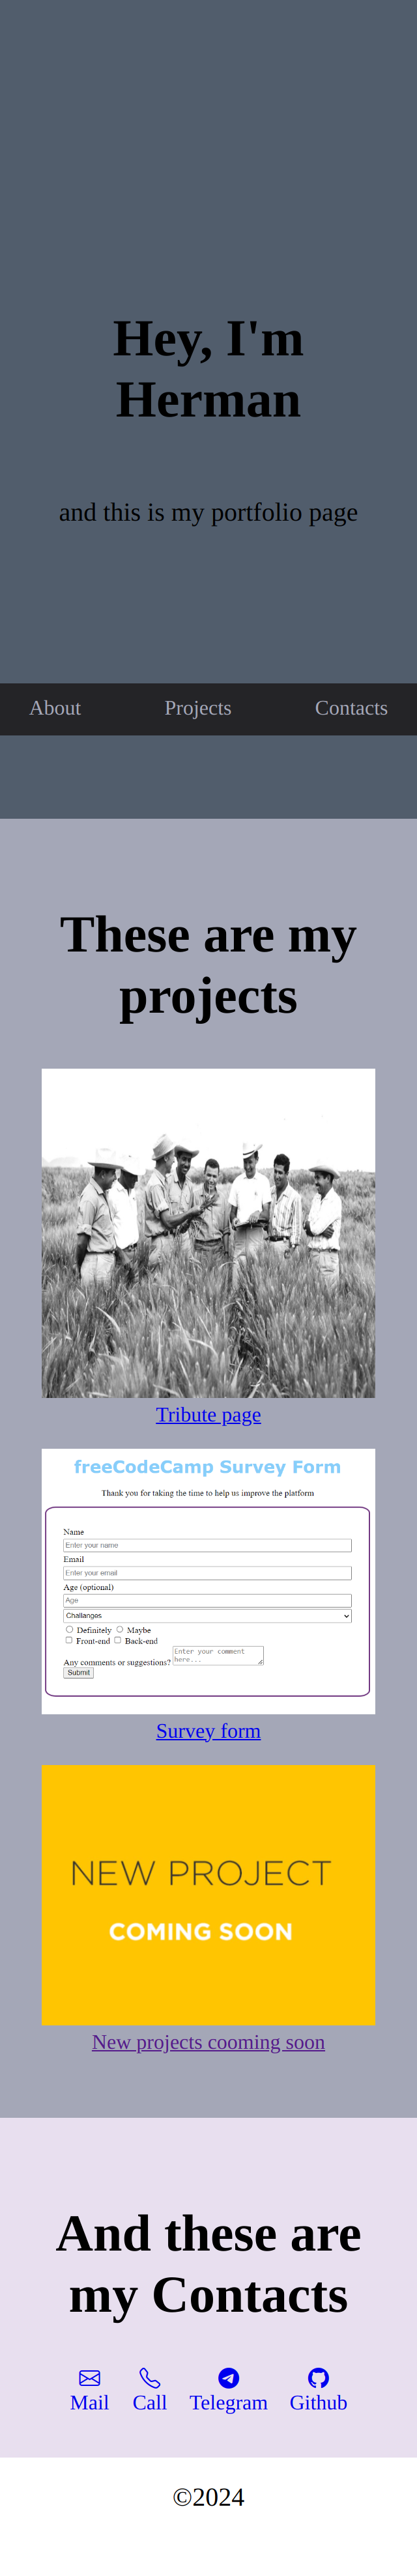 Hey, I'm
Herman
and this is my portfolio page
About Projects Contacts
These are my
projects
Tribute page
freeCodeCamp Survey Form
Thank you for taking the time to help us improve the platform
Name
Enter your name
Email
Enter your email
Age (optional)
Age
Challanges
Definitely Maybe
Front-end Back-end
Enter your comment
here...
Any comments or suggestions?
Submit
Survey form
NEW PROJECT
COMING SOON
New projects cooming soon
And these are
my Contacts
Mail Call Telegram Github
©2024